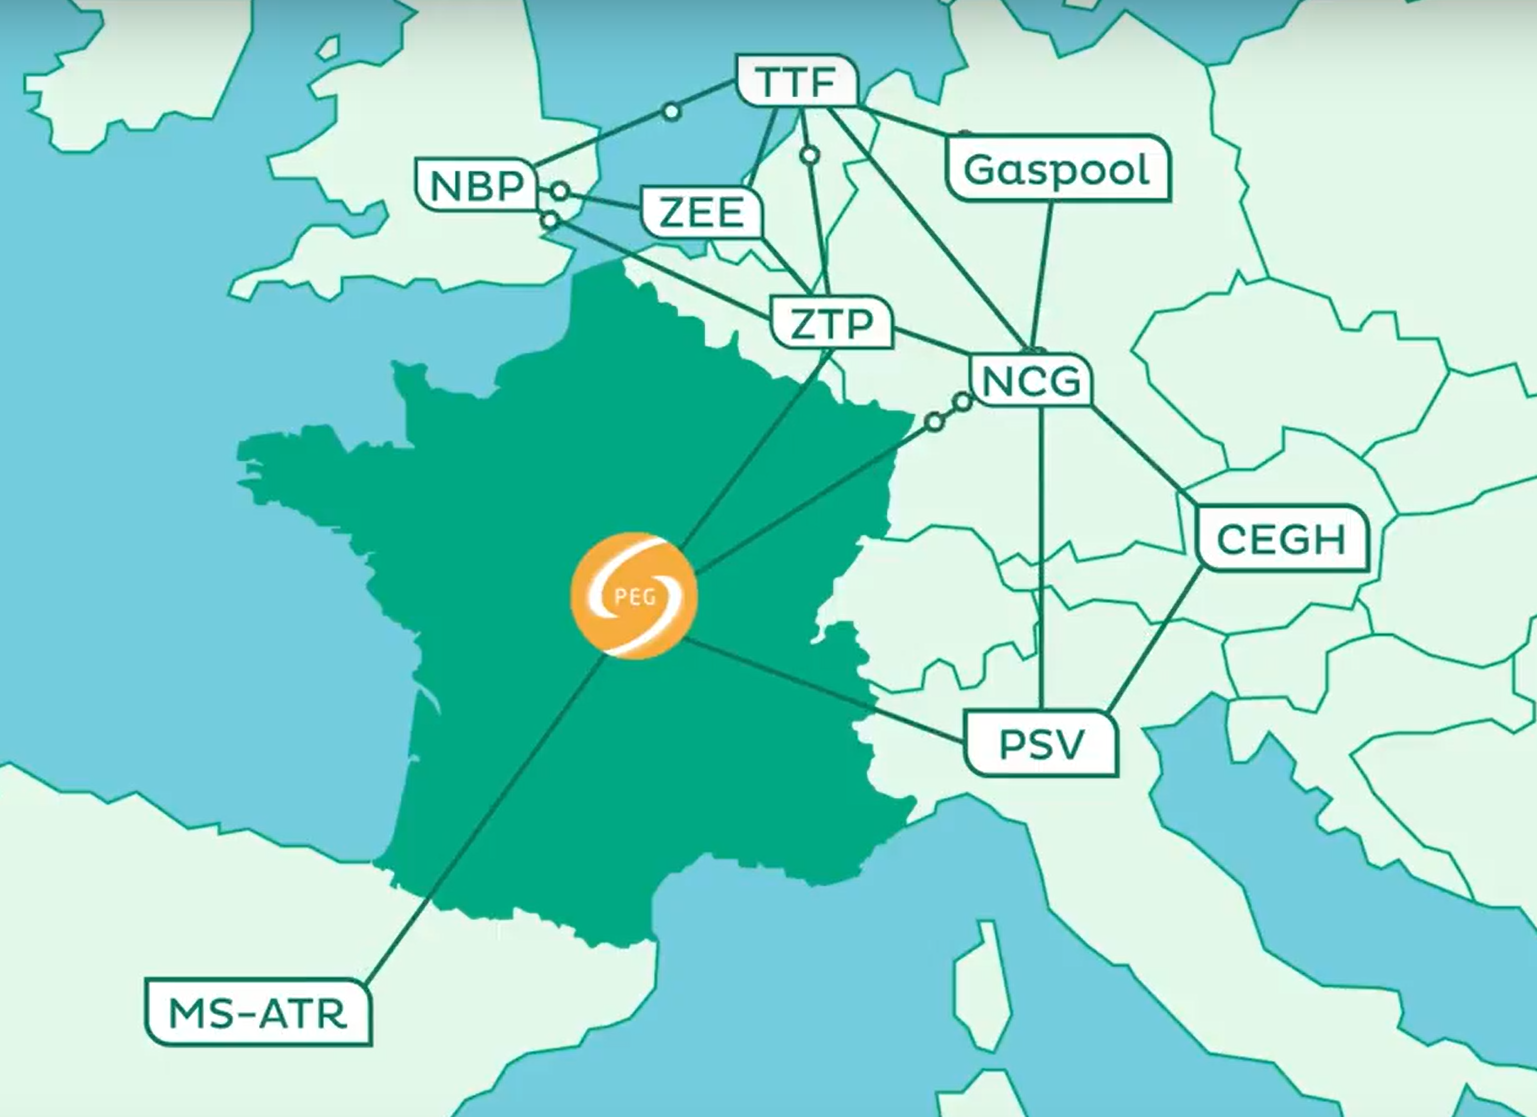 TTF
Gaspool
NBP
ZEE
ZTP
NCG
CEGH
PEG
PSV
MS-ATR